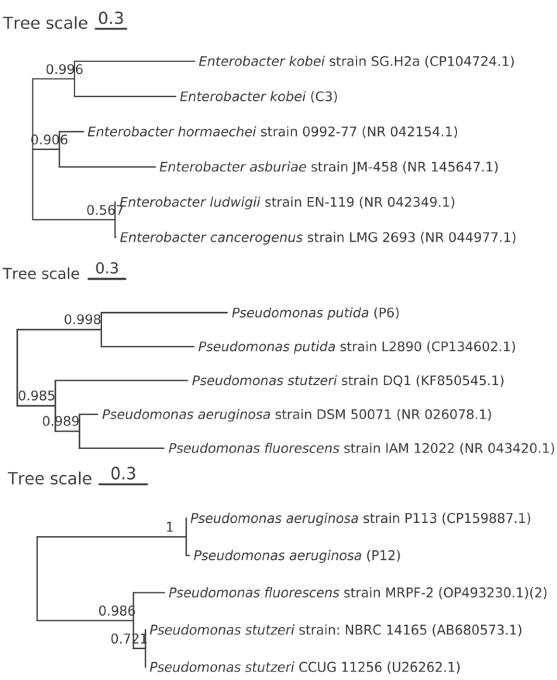 Tree scale 0.3
0.996
Enterobacter kobei strain SG.H2a (CP104724.1)
Enterobacter kobei (C3)
0.906
Enterobacter hormaechei strain 0992-77 (NR 042154.1)
Enterobacter asburiae strain JM-458 (NR 145647.1)
0.567
Enterobacter ludwigii strain EN-119 (NR 042349.1)
Enterobacter cancerogenus strain LMG 2693 (NR 044977.1)
Tree scale 0.3
0.998
Pseudomonas putida (P6)
Pseudomonas putida strain L2890 (CP134602.1)
0.985
Pseudomonas stutzeri strain DQ1 (KF850545.1)
0.989
Pseudomonas aeruginosa strain DSM 50071 (NR 026078.1)
Pseudomonas fluorescens strain IAM 12022 (NR 043420.1)
Tree scale 0.3
1
Pseudomonas aeruginosa strain P113 (CP159887.1)
Pseudomonas aeruginosa (P12)
0.986
Pseudomonas fluorescens strain MRPF-2 (OP493230.1)(2)
0.721
Pseudomonas stutzeri strain: NBRC 14165 (AB680573.1)
Pseudomonas stutzeri CCUG 11256 (U26262.1)